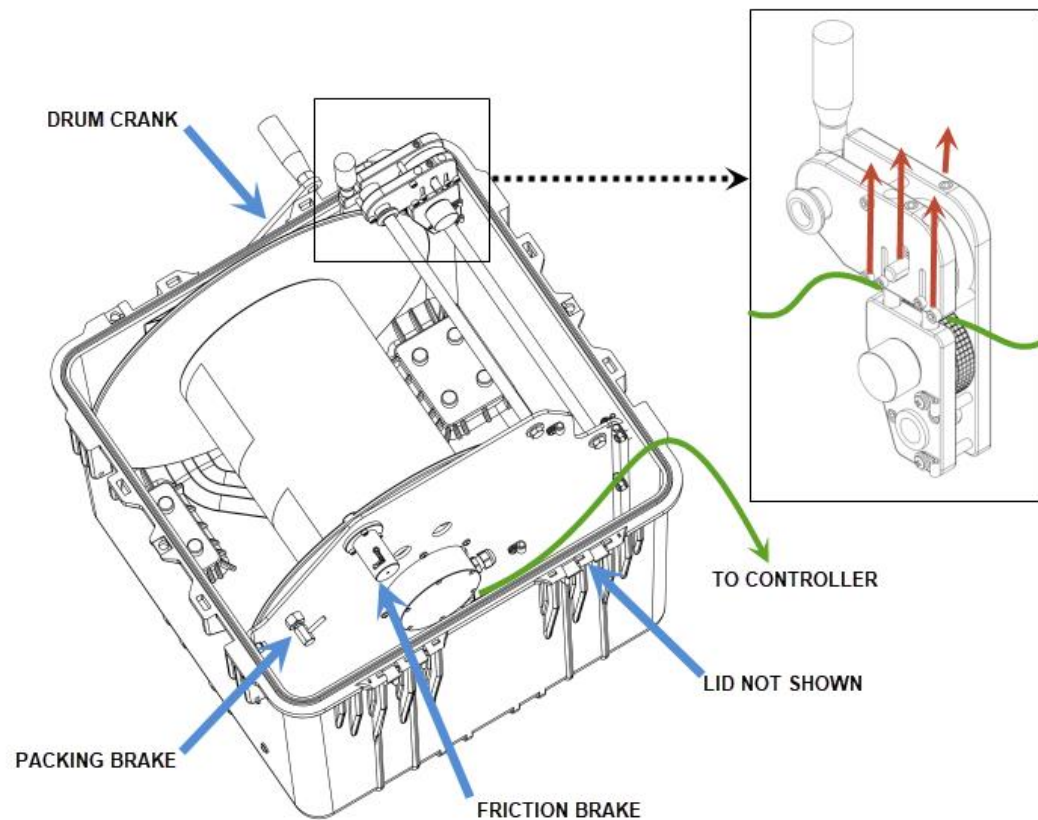 DRUM CRANK
TO CONTROLLER
LID NOT SHOWN
PACKING BRAKE
FRICTION BRAKE